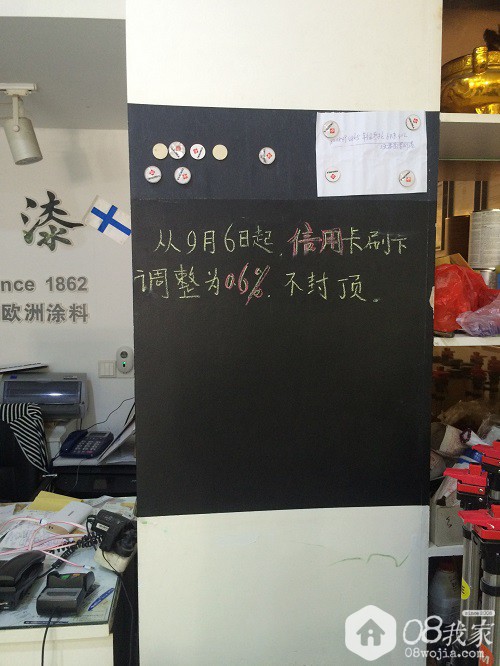 漆
nce 1862
欧洲涂料
从9月6日起,信用卡刷卡
调整为0.6%.不封顶。
08我家
08wojia.com